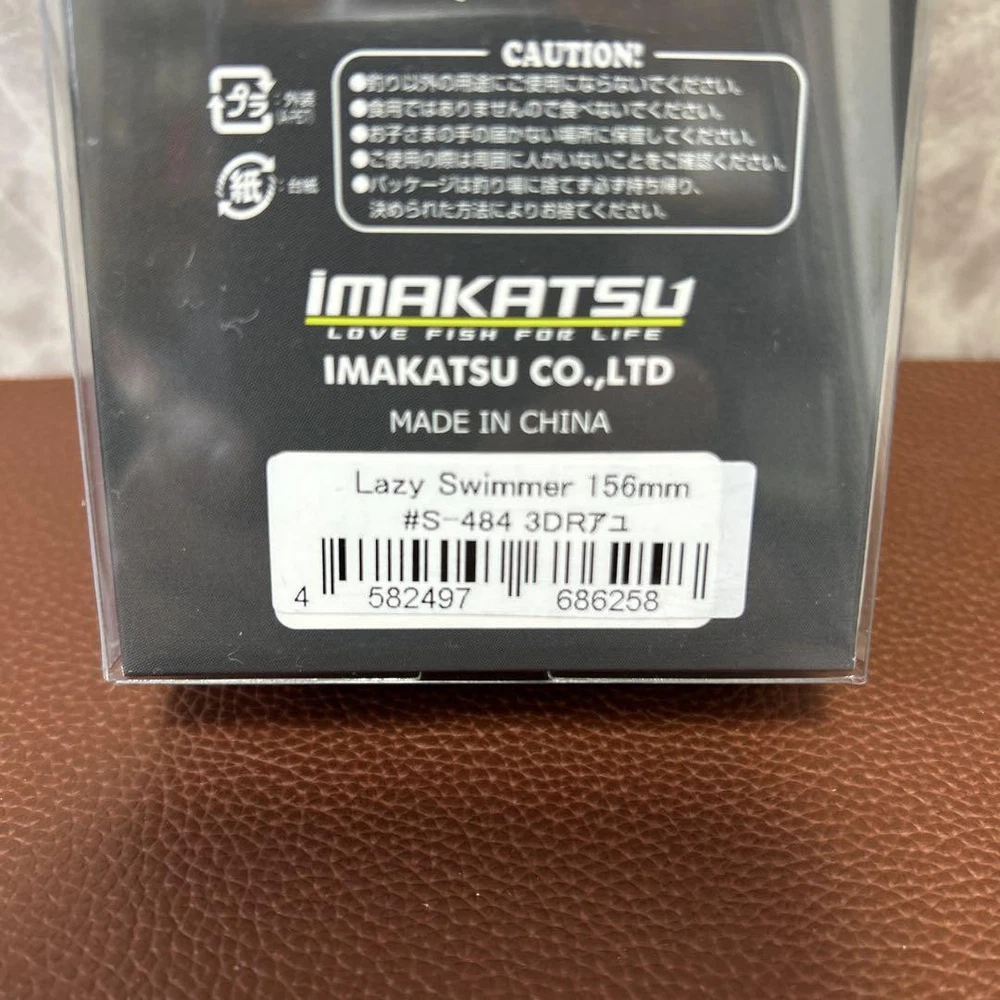 CAUTION!
●釣り以外の用途にご使用にならないでください。
●食用ではありませんので食べないでください。
●お子さまの手の届かない場所に保管してください。
●ご使用の際は周囲に人がいないことをご確認ください。
●パッケージは釣り場に捨てず必ず持ち帰り、
決められた方法によりお捨てください。
プラ
:外装
紙
:台紙
IMAKATSU
LOVE FISH FOR LIFE
IMAKATSU CO.,LTD
MADE IN CHINA
Lazy Swimmer 156mm
#S-484 3DRアユ
4 582497 686258